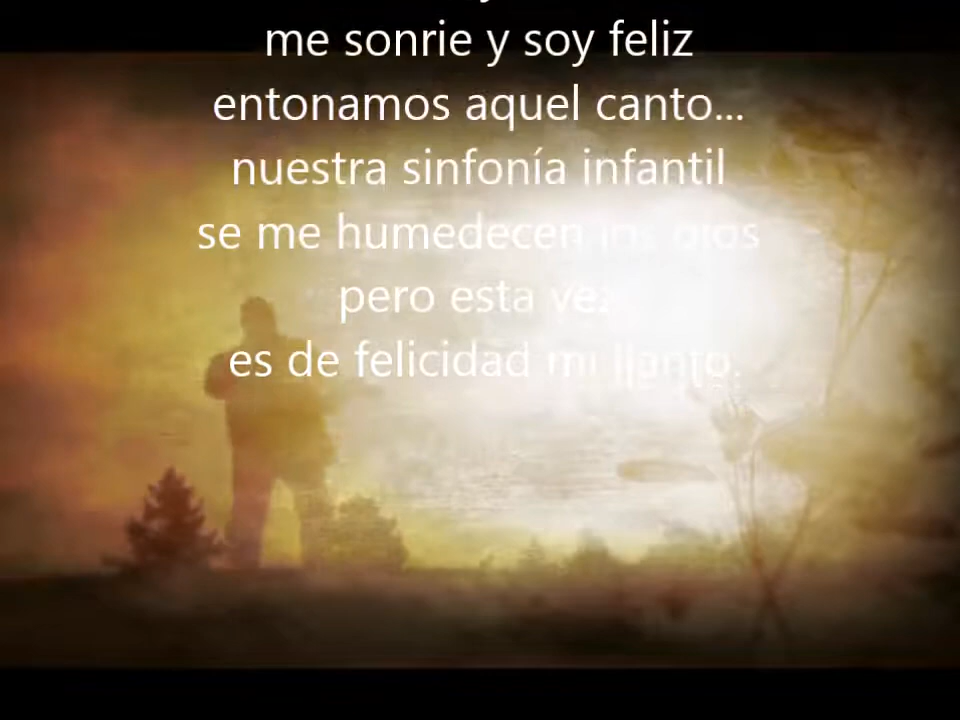 me sonrie y soy feliz
entonamos aquel canto...
nuestra sinfonía infantil
se me humedecen los ojos
pero esta vez
es de felicidad mi llanto.